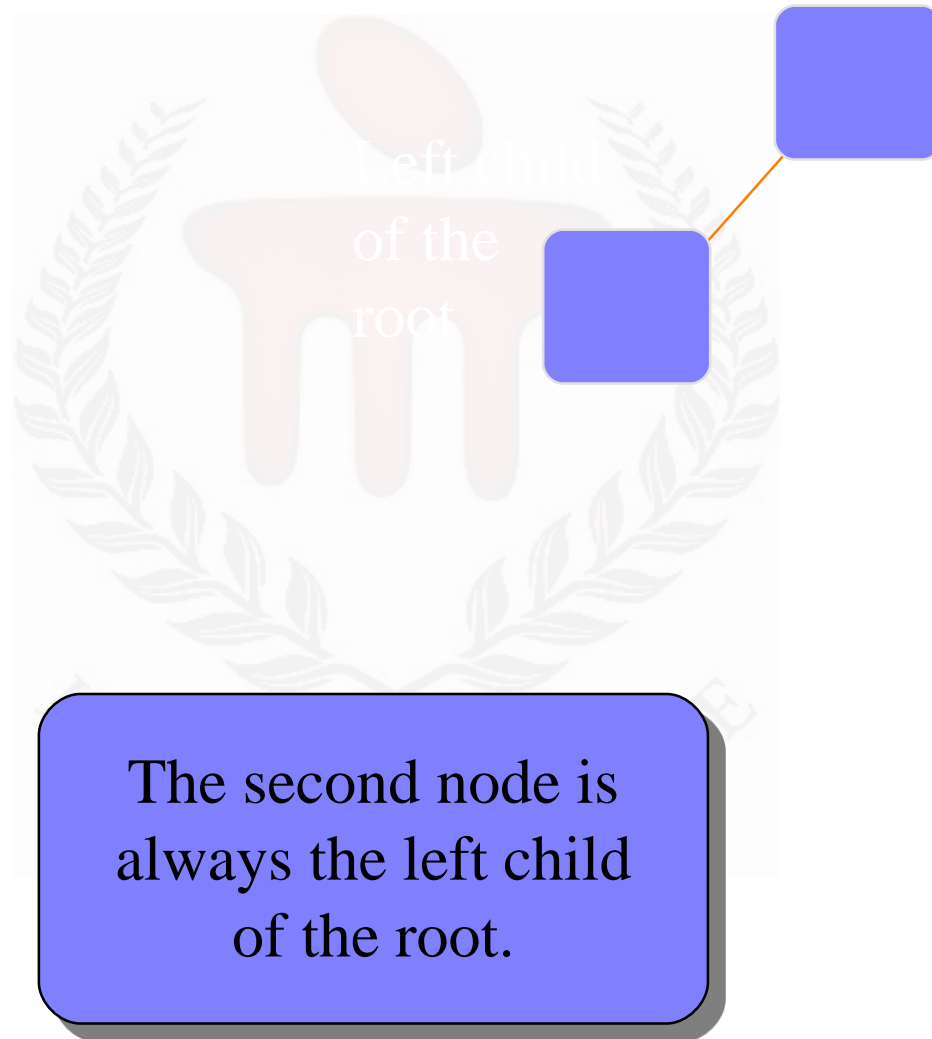 Left child
of the
root
The second node is
always the left child
of the root.